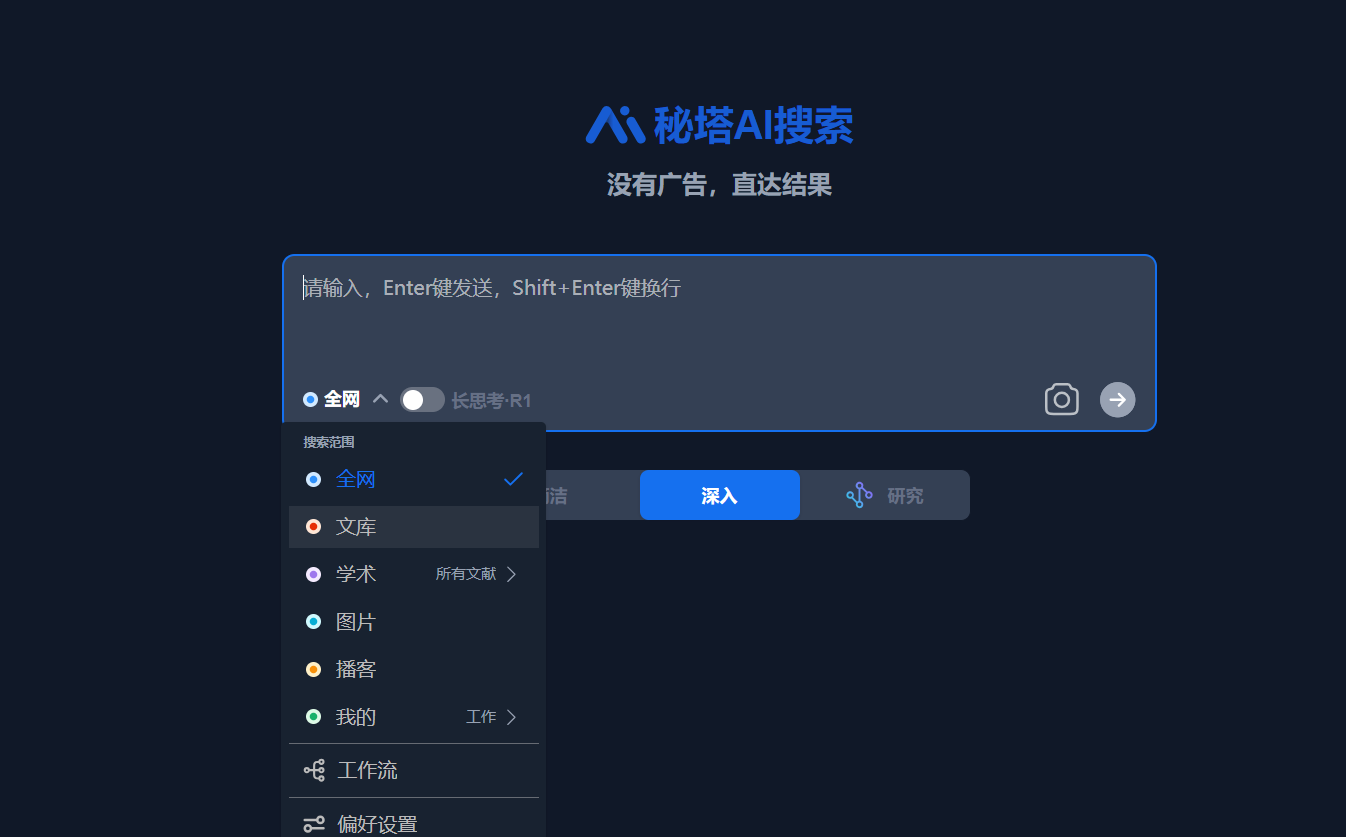 秘塔AI搜索
没有广告，直达结果
请输入，Enter键发送，Shift+Enter键换行
全网 长思考·R1
搜索范围
全网
洁 深入 研究
文库
学术 所有文献
图片
播客
我的 工作
工作流
偏好设置